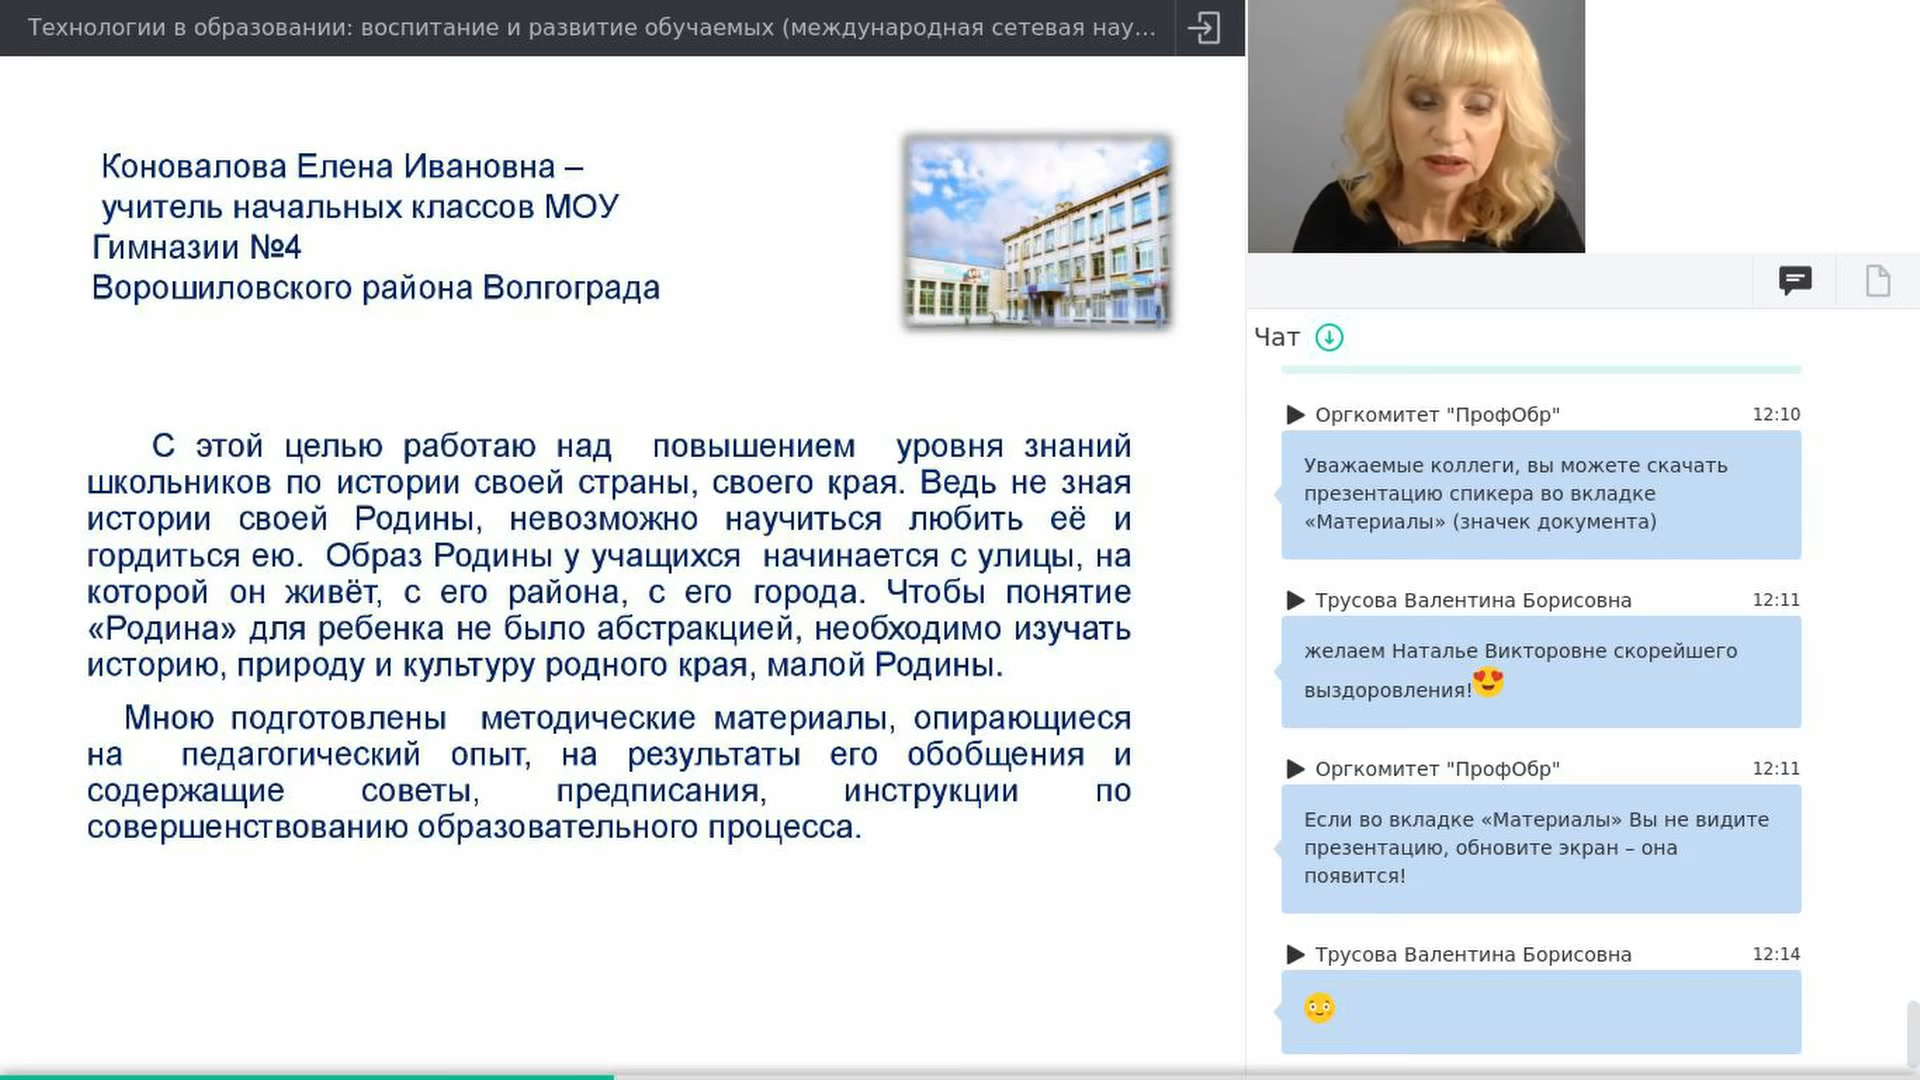 Технологии в образовании: воспитание и развитие обучаемых (международная сетевая нау...
Коновалова Елена Ивановна –
учитель начальных классов МОУ
Гимназии №4
Ворошиловского района Волгограда
С этой целью работаю над повышением уровня знаний
школьников по истории своей страны, своего края. Ведь не зная
истории своей Родины, невозможно научиться любить её и
гордиться ею. Образ Родины у учащихся начинается с улицы, на
которой он живёт, с его района, с его города. Чтобы понятие
«Родина» для ребенка не было абстракцией, необходимо изучать
историю, природу и культуру родного края, малой Родины.
Мною подготовлены методические материалы, опирающиеся
на педагогический опыт, на результаты его обобщения и
содержащие советы, предписания, инструкции по
совершенствованию образовательного процесса.
Чат
Оргкомитет "ПрофОбр" 12:10
Уважаемые коллеги, вы можете скачать
презентацию спикера во вкладке
«Материалы» (значек документа)
Трусова Валентина Борисовна 12:11
желаем Наталье Викторовне скорейшего
выздоровления!😍
Оргкомитет "ПрофОбр" 12:11
Если во вкладке «Материалы» Вы не видите
презентацию, обновите экран – она
появится!
Трусова Валентина Борисовна 12:14
😳